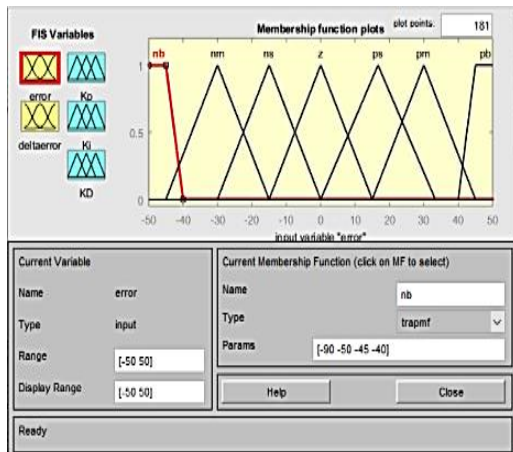 FIS Variables
Membership function plots
plot points:
181
error
Kp
deltaerror
Ki
KD
nb
nm
ns
z
ps
pm
pb
1
0.5
0
-50
-40
-30
-20
-10
0
10
20
30
40
50
input variable "error"
Current Variable
Name
error
Type
input
Range
[-50 50]
Display Range
[-50 50]
Current Membership Function (click on MF to select)
Name
nb
Type
trapmf
Params
[-90 -50 -45 -40]
Help
Close
Ready